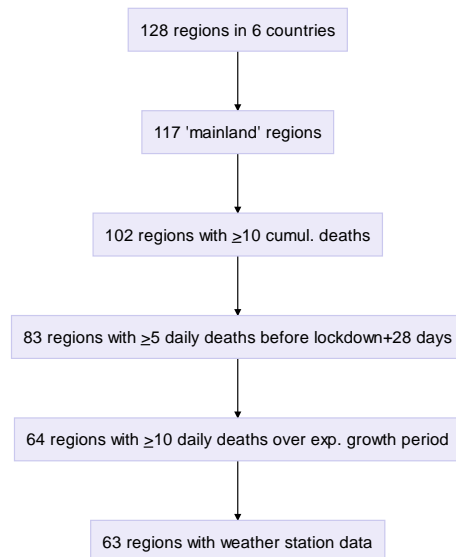 128 regions in 6 countries
117 'mainland' regions
102 regions with ≥10 cumul. deaths
83 regions with ≥5 daily deaths before lockdown+28 days
64 regions with ≥10 daily deaths over exp. growth period
63 regions with weather station data